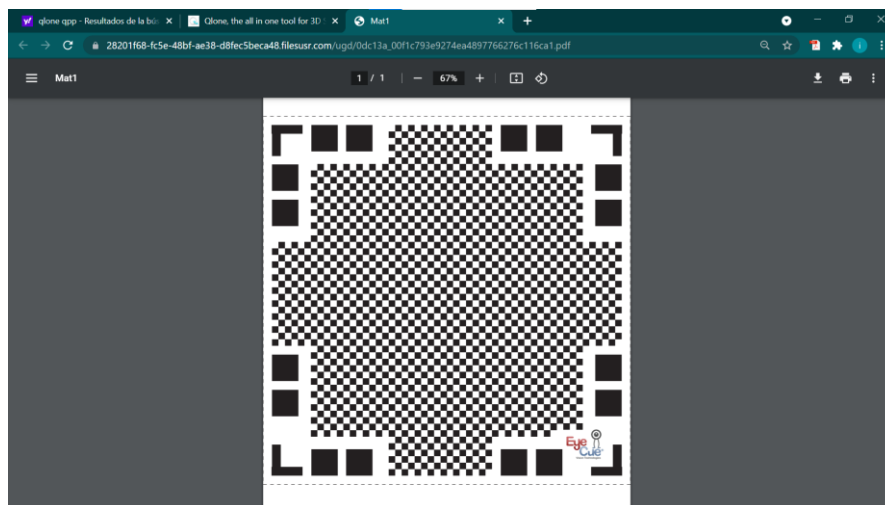 qlone qpp - Resultados de la bús
Qlone, the all in one tool for 3D
Mat1
28201f68-fc5e-48bf-ae38-d8fec5beca48.filesusr.com/ugd/0dc13a_00f1c793e9274ea4897766276c116ca1.pdf
Mat1
1 / 1
67%
Eye
Cue